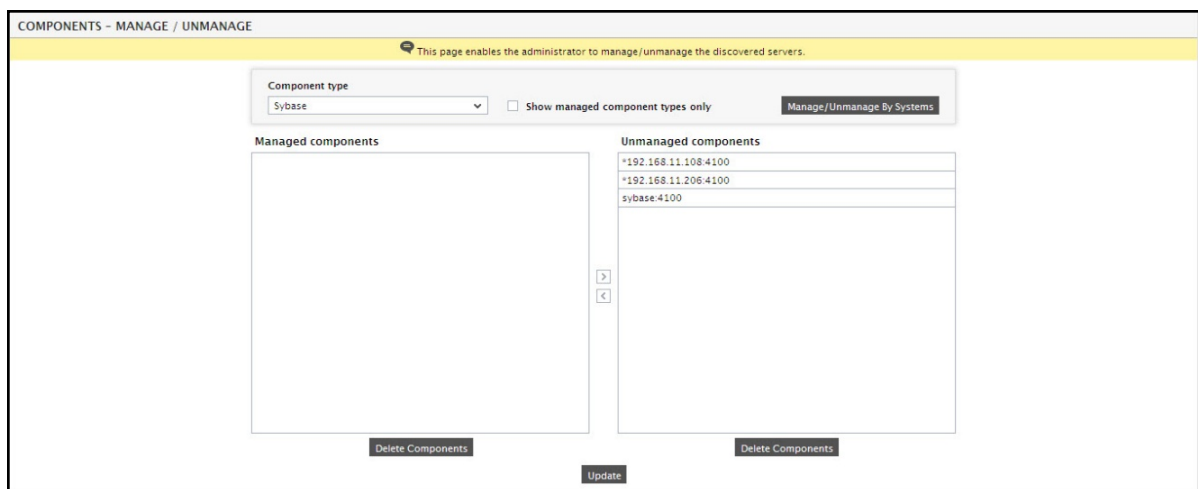 COMPONENTS - MANAGE / UNMANAGE
This page enables the administrator to manage/unmanage the discovered servers.
Component type
Sybase
Show managed component types only
Manage/Unmanage By Systems
Managed components
Unmanaged components
*192.168.11.108:4100
*192.168.11.206:4100
sybase:4100
>
<
Delete Components
Delete Components
Update